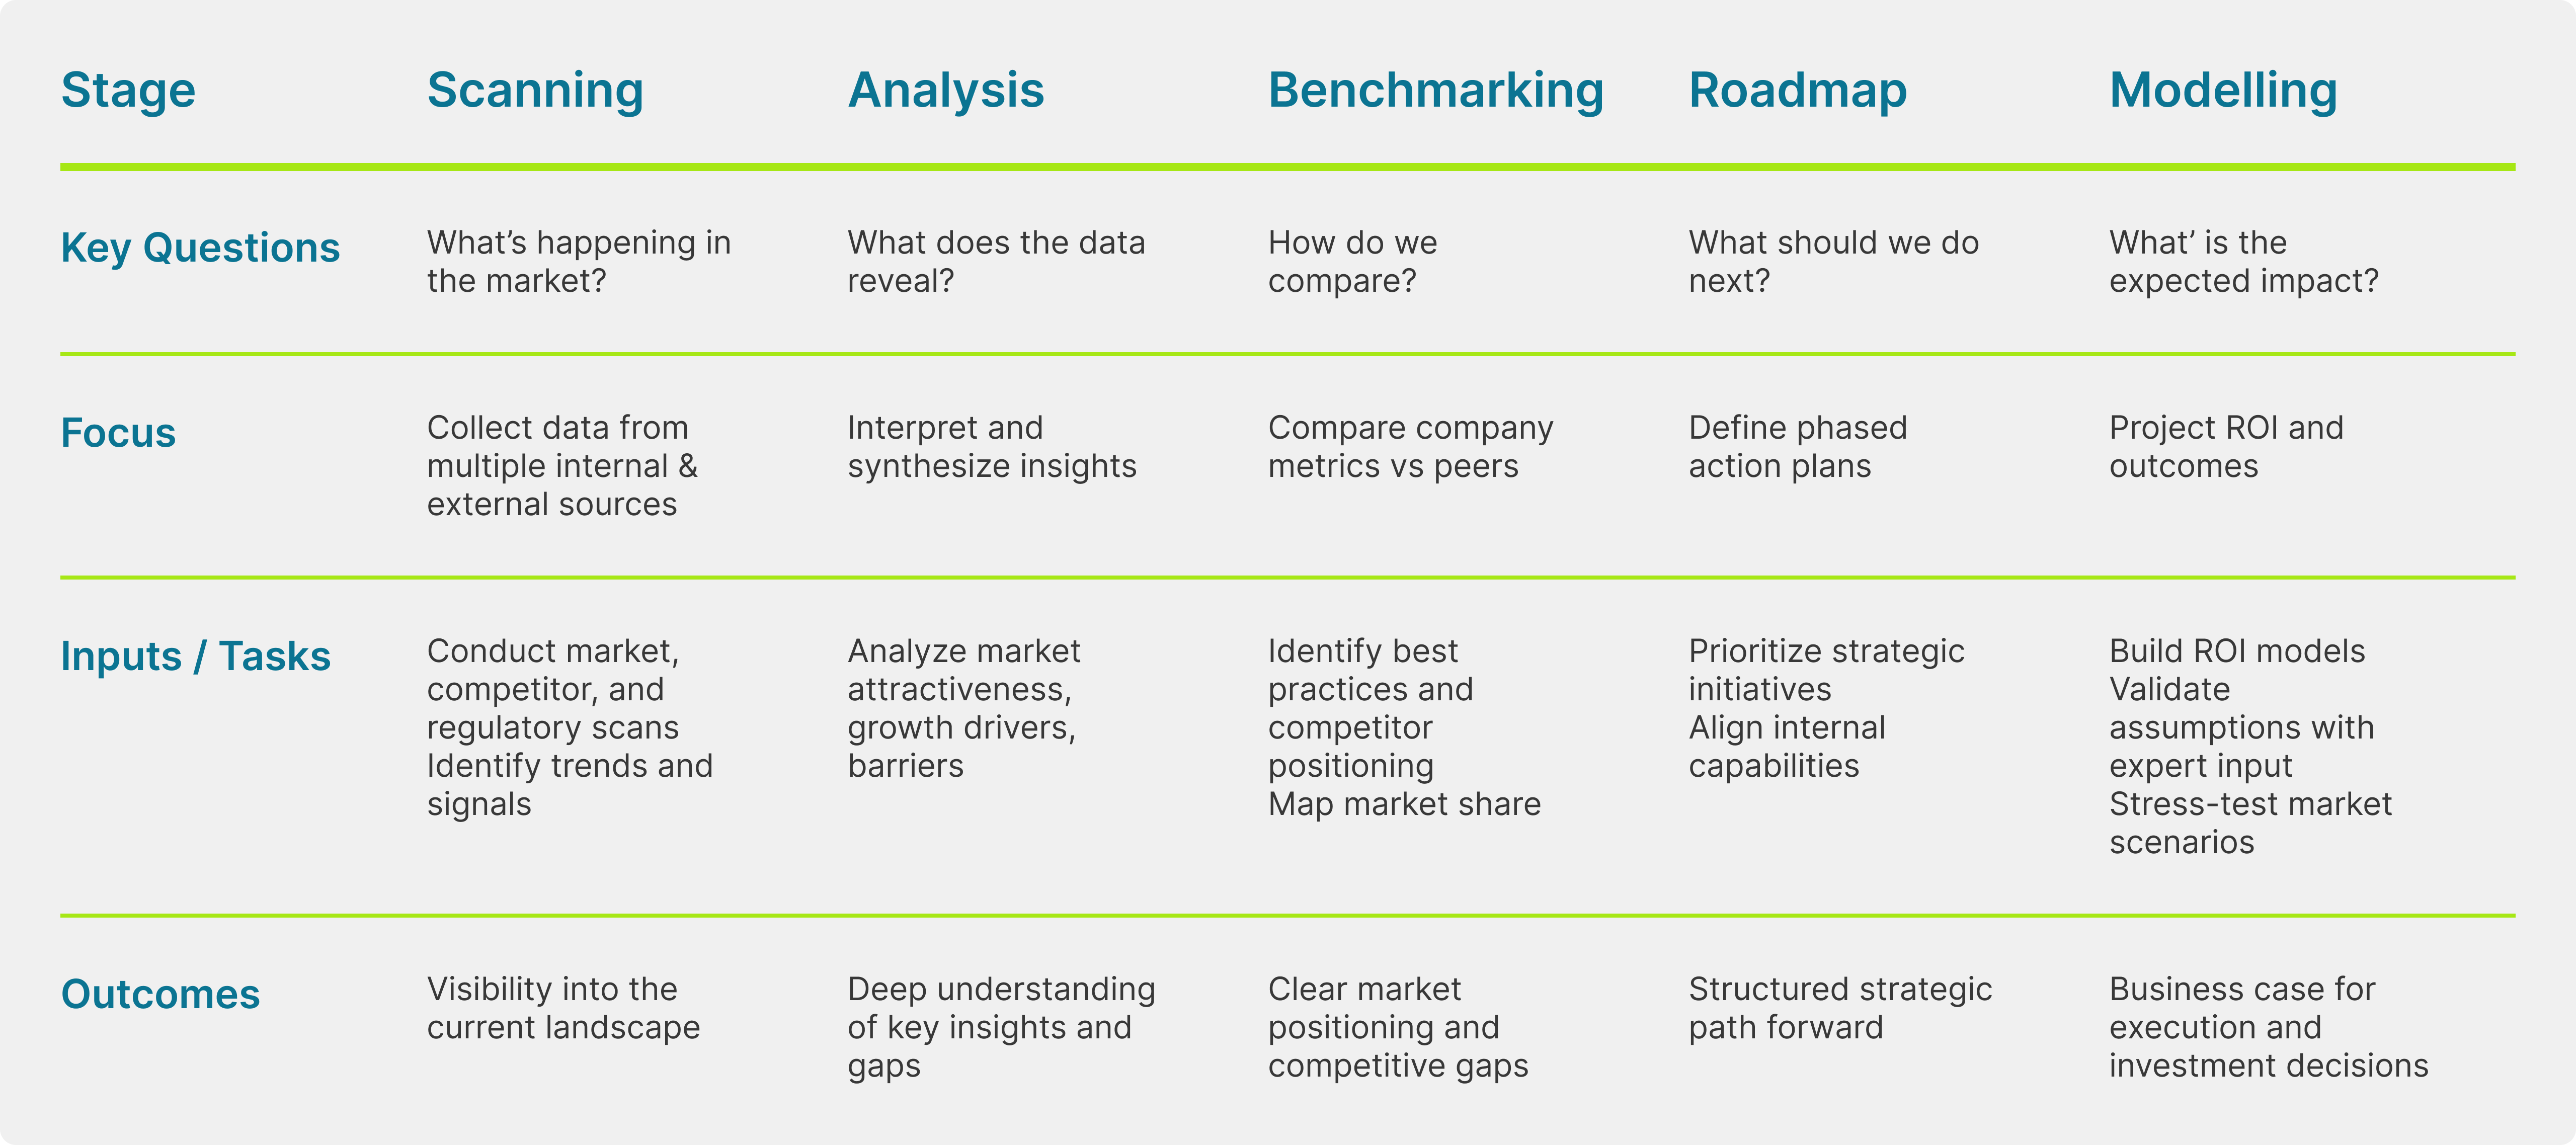 Stage
Scanning
Analysis
Benchmarking
Roadmap
Modelling
Key Questions
What’s happening in
the market?
What does the data
reveal?
How do we
compare?
What should we do
next?
What’ is the
expected impact?
Focus
Collect data from
multiple internal &
external sources
Interpret and
synthesize insights
Compare company
metrics vs peers
Define phased
action plans
Project ROI and
outcomes
Inputs / Tasks
Conduct market,
competitor, and
regulatory scans
Identify trends and
signals
Analyze market
attractiveness,
growth drivers,
barriers
Identify best
practices and
competitor
positioning
Map market share
Prioritize strategic
initiatives
Align internal
capabilities
Build ROI models
Validate
assumptions with
expert input
Stress-test market
scenarios
Outcomes
Visibility into the
current landscape
Deep understanding
of key insights and
gaps
Clear market
positioning and
competitive gaps
Structured strategic
path forward
Business case for
execution and
investment decisions